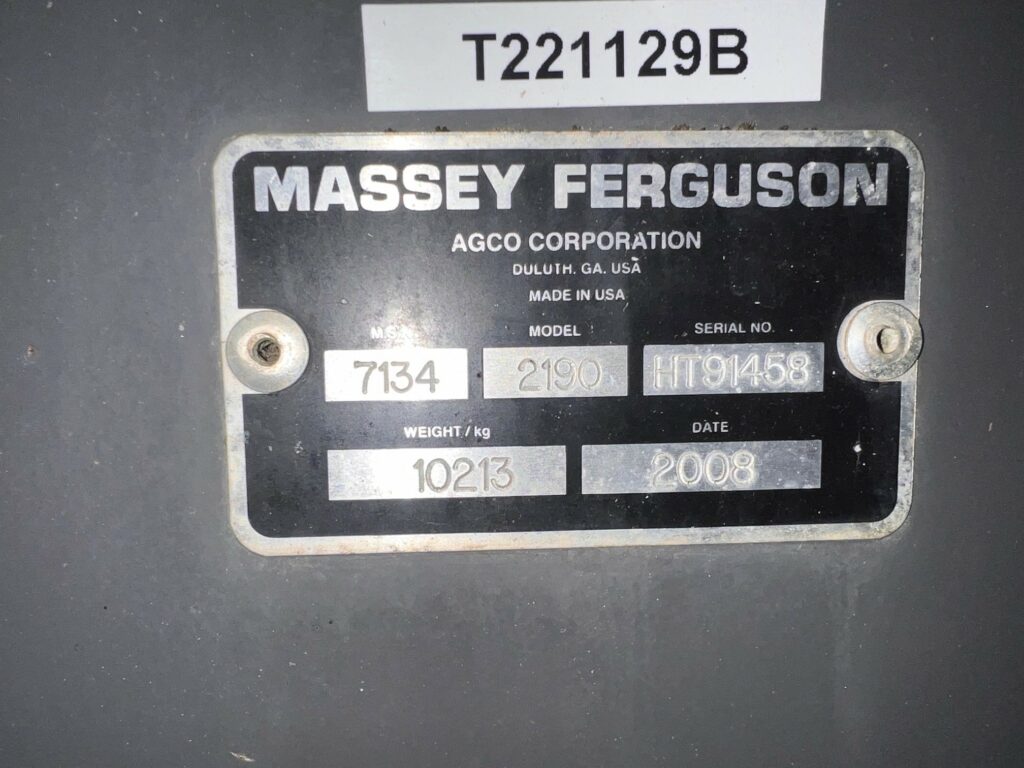 T221129B
MASSEY FERGUSON
AGCO CORPORATION
DULUTH. GA. USA
MADE IN USA
MODEL SERIAL NO.
7134 2190 HT91458
WEIGHT/kg DATE
10213 2008